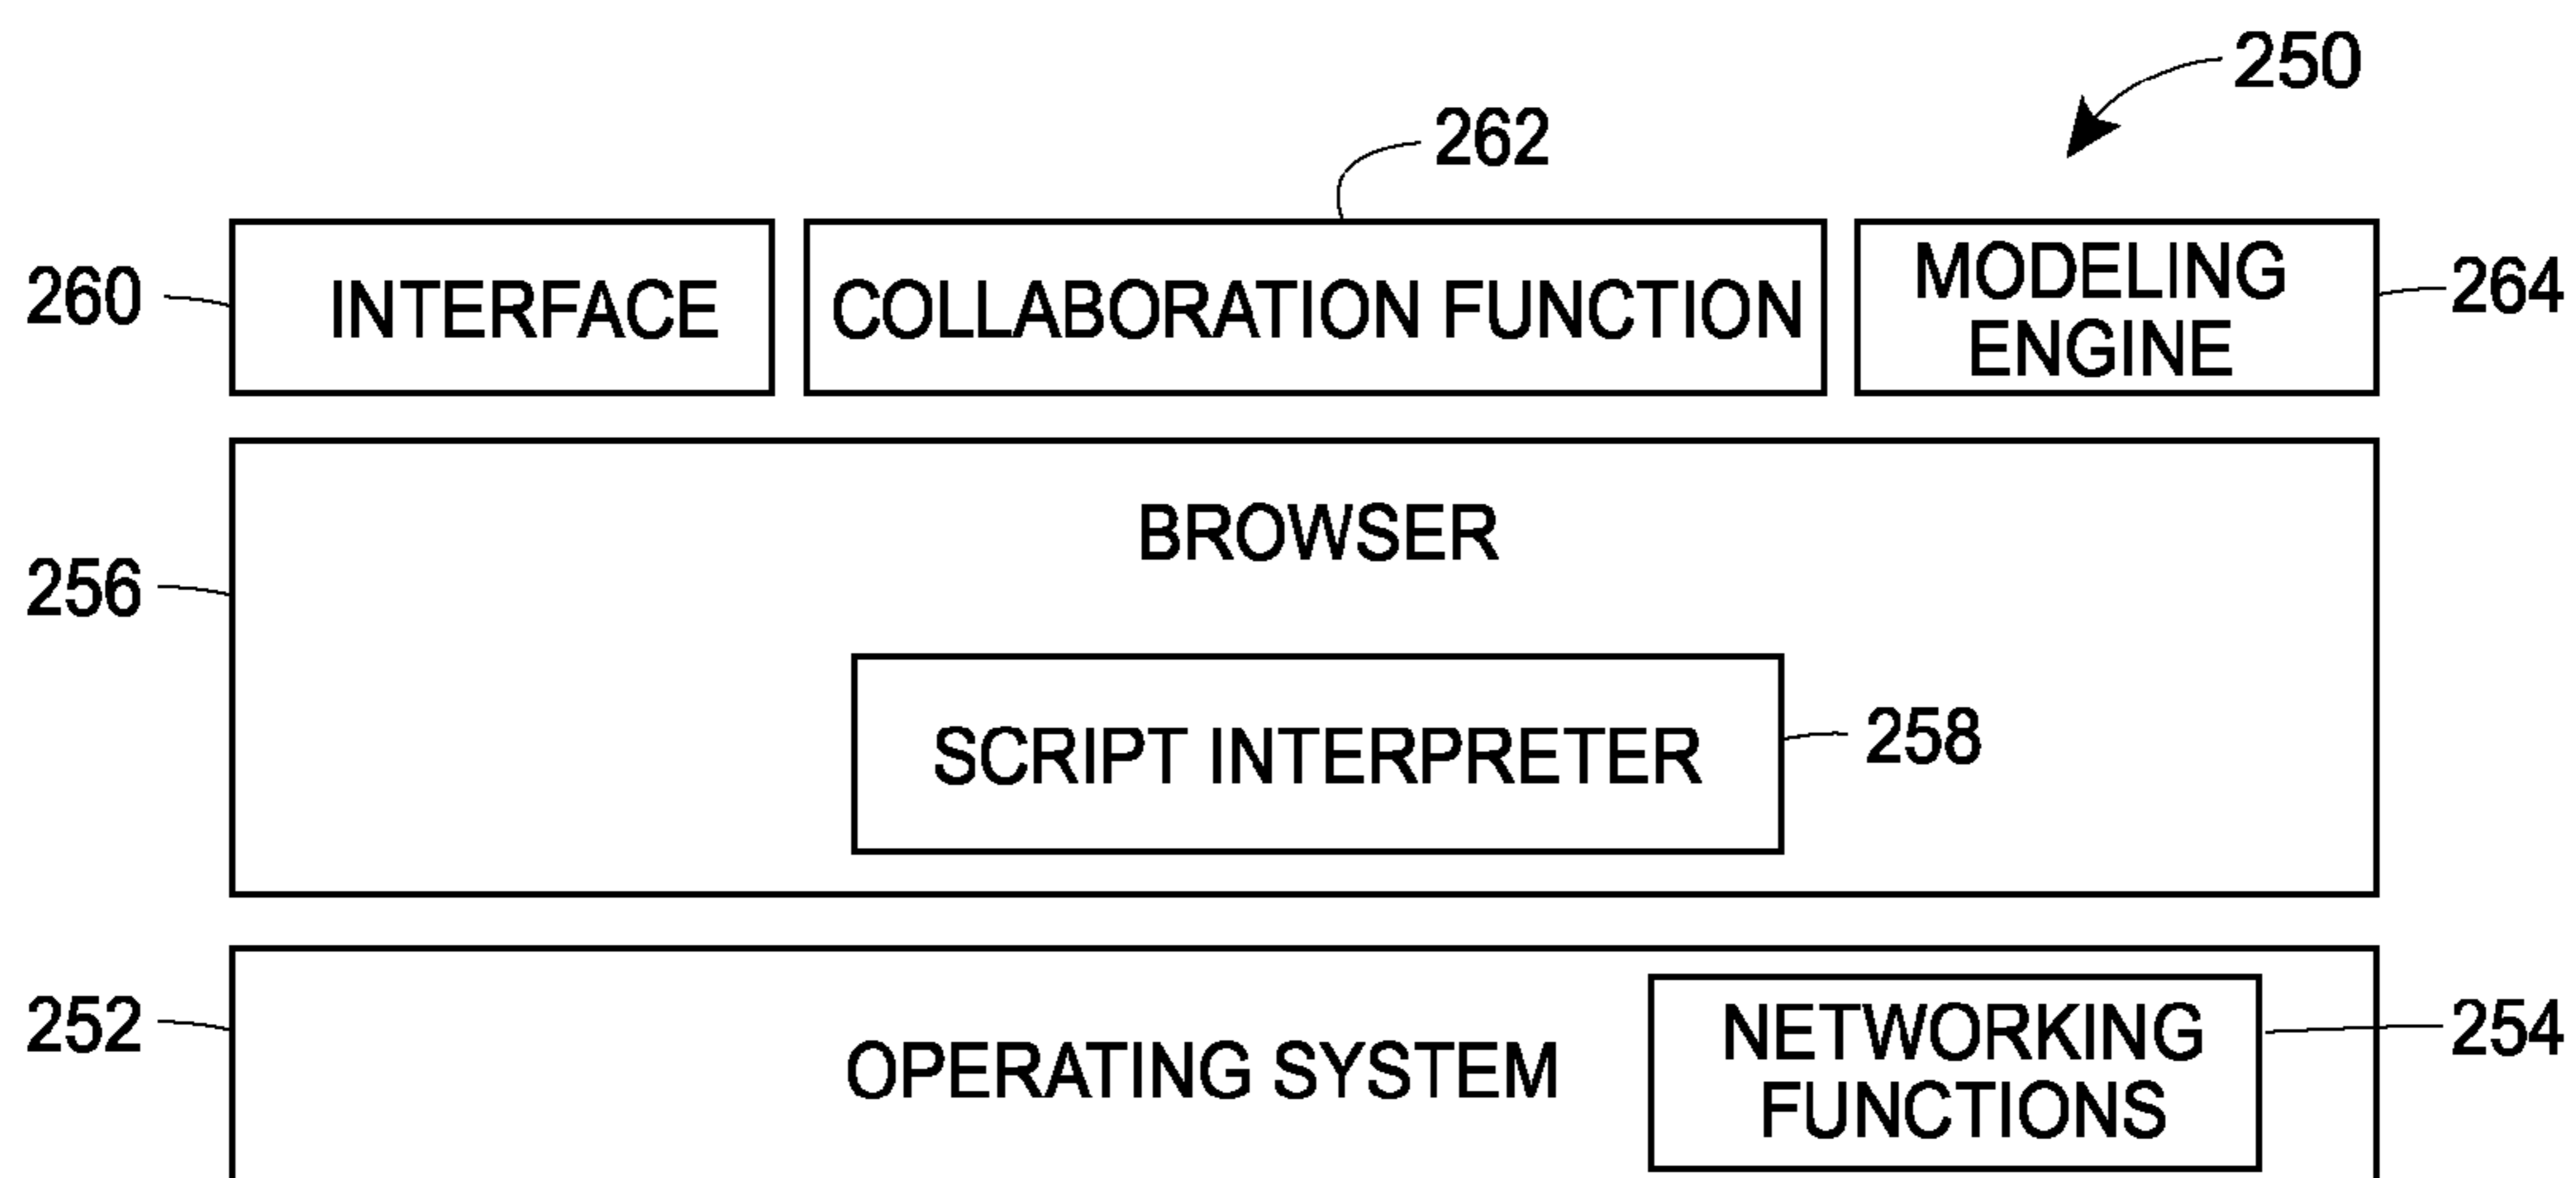 250
262
260
INTERFACE
COLLABORATION FUNCTION
MODELING
ENGINE
264
BROWSER
256
SCRIPT INTERPRETER
258
252
OPERATING SYSTEM
NETWORKING
FUNCTIONS
254